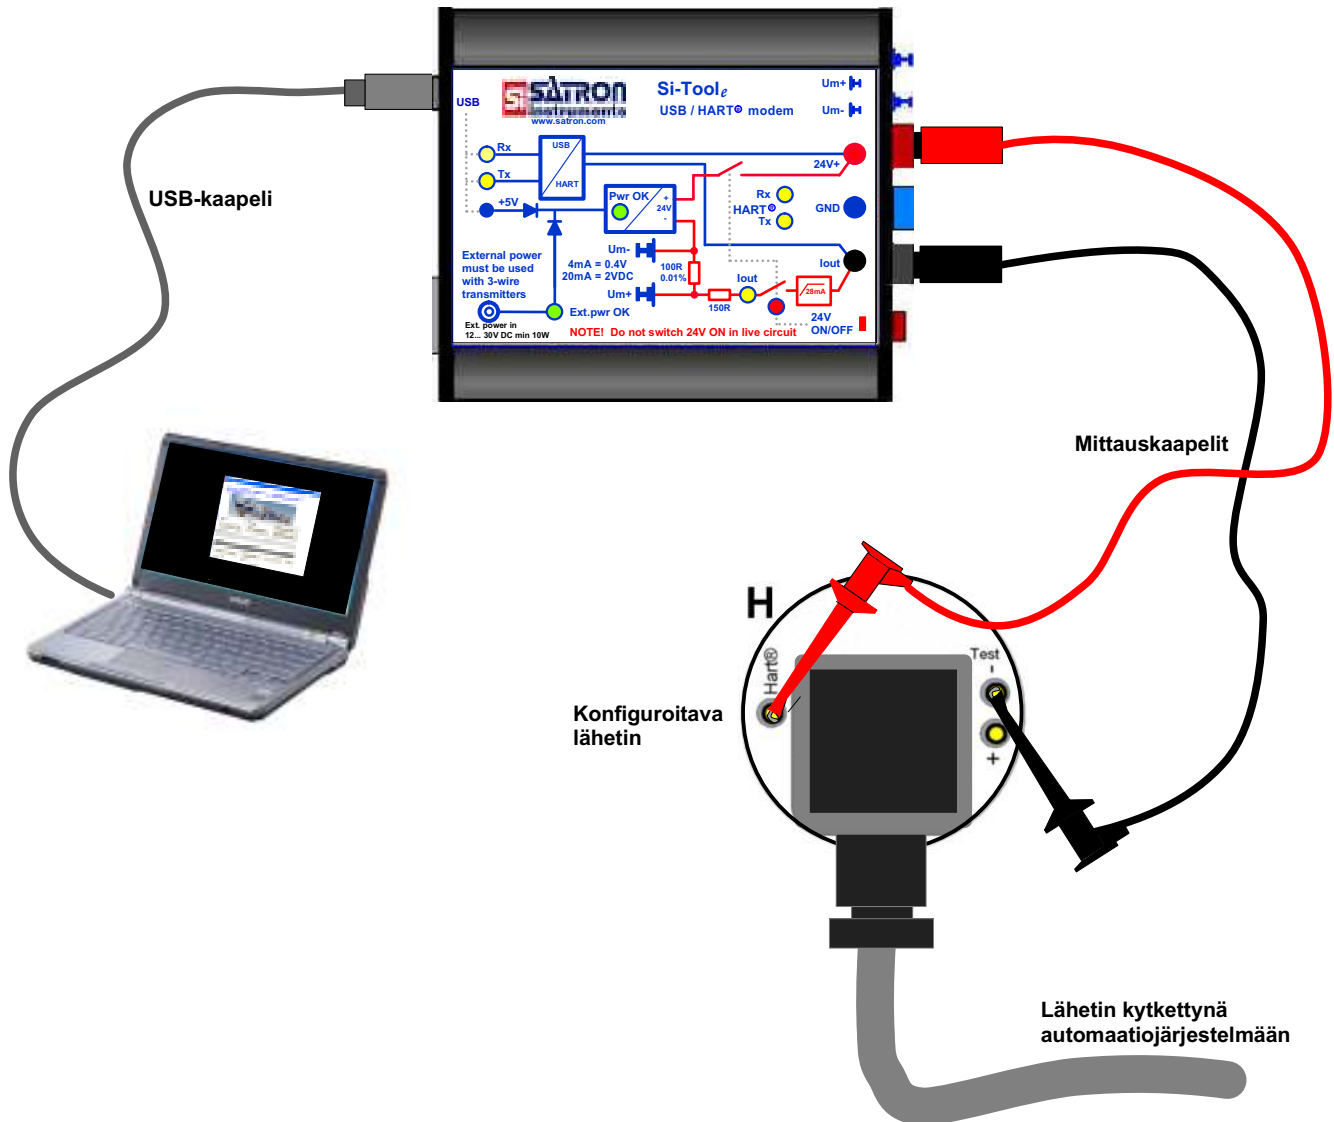 SATRON
instruments
www.satron.com
Si-Toole
USB / HART® modem
Um+
Um-
USB
Rx
Tx
+5V
USB
HART
Pwr OK
+
24V
-
24V+
Rx
HART®
Tx
GND
Iout
External power
must be used
with 3-wire
transmitters
Um-
4mA = 0.4V
20mA = 2VDC
Um+
100R
0.01%
150R
Iout
28mA
Ext.pwr OK
Ext. power in
12... 30V DC min 10W
NOTE! Do not switch 24V ON in live circuit
24V
ON/OFF
USB-kaapeli
Mittauskaapelit
H
Hart®
Test
-
+
Konfiguroitava
lähetin
Lähetin kytkettynä
automaatiojärjestelmään